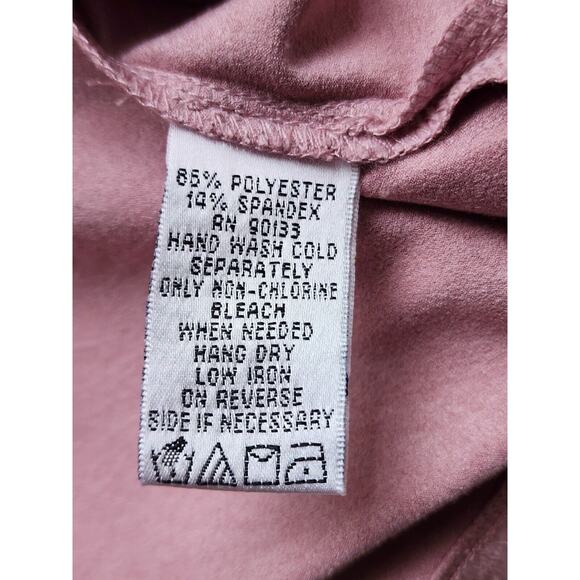 86% POLYESTER
14% SPANDEX
RN 90133
HAND WASH COLD
SEPARATELY
ONLY NON-CHLORINE
BLEACH
WHEN NEEDED
HANG DRY
LOW IRON
ON REVERSE
SIDE IF NECESSARY